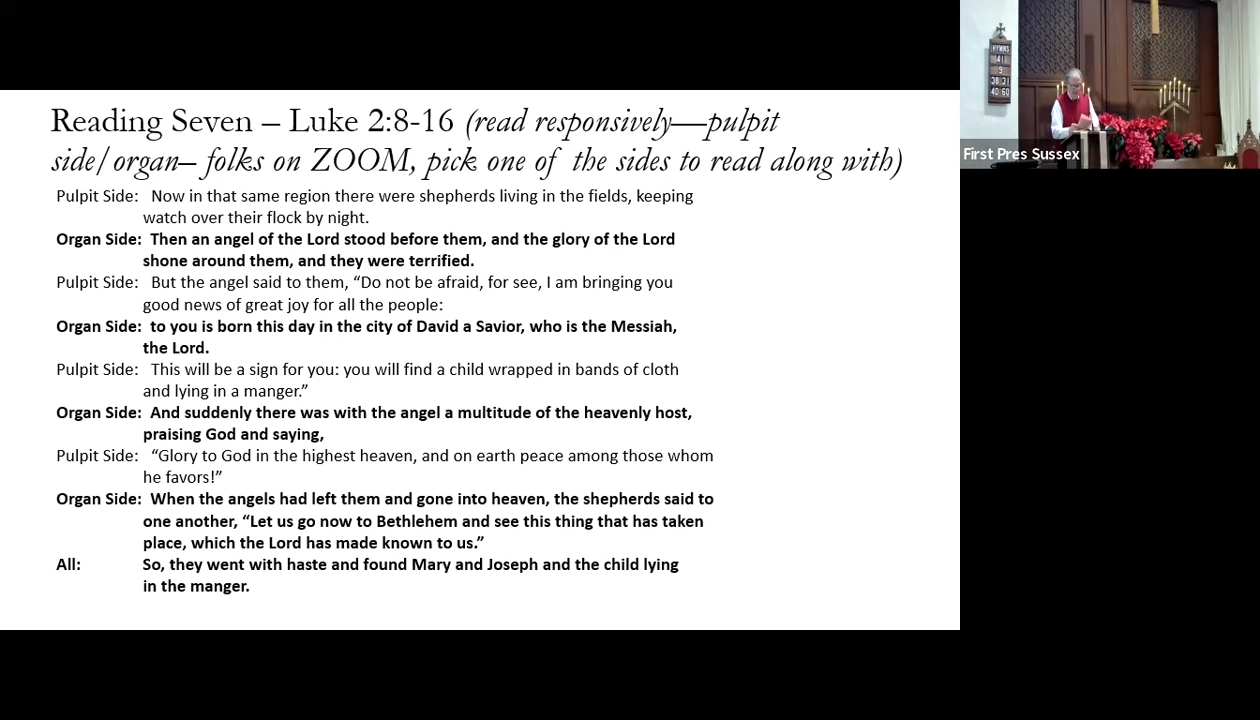 Reading Seven – Luke 2:8-16 (read responsively—pulpit
side/organ– folks on ZOOM, pick one of the sides to read along with)
Pulpit Side: Now in that same region there were shepherds living in the fields, keeping
watch over their flock by night.
Organ Side: Then an angel of the Lord stood before them, and the glory of the Lord
shone around them, and they were terrified.
Pulpit Side: But the angel said to them, “Do not be afraid, for see, I am bringing you
good news of great joy for all the people:
Organ Side: to you is born this day in the city of David a Savior, who is the Messiah,
the Lord.
Pulpit Side: This will be a sign for you: you will find a child wrapped in bands of cloth
and lying in a manger.”
Organ Side: And suddenly there was with the angel a multitude of the heavenly host,
praising God and saying,
Pulpit Side: “Glory to God in the highest heaven, and on earth peace among those whom
he favors!”
Organ Side: When the angels had left them and gone into heaven, the shepherds said to
one another, “Let us go now to Bethlehem and see this thing that has taken
place, which the Lord has made known to us.”
All: So, they went with haste and found Mary and Joseph and the child lying
in the manger.
HYMNS
41
9
38 31
40 60
First Pres Sussex